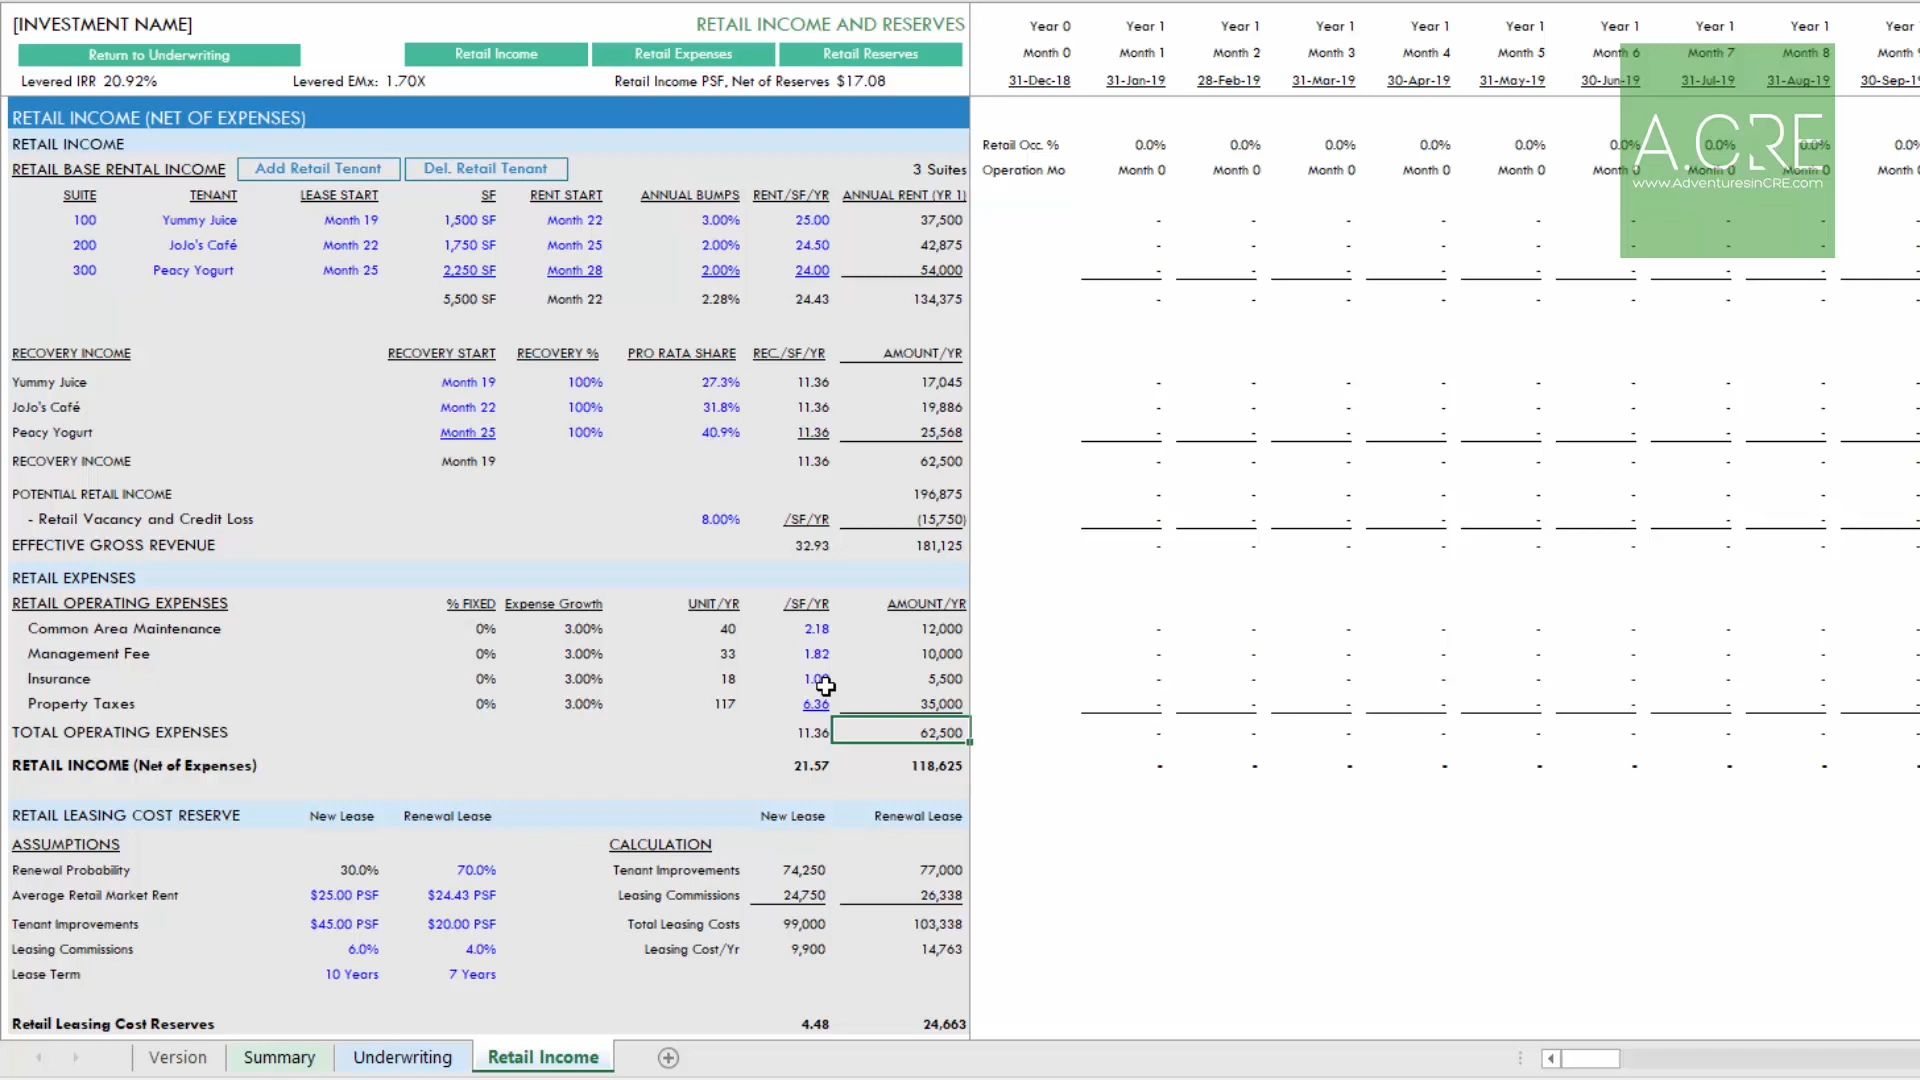 [INVESTMENT NAME] RETAIL INCOME AND RESERVES
Return to Underwriting Retail Income Retail Expenses Retail Reserves
Levered IRR 20.92% Levered EMx: 1.70X Retail Income PSF, Net of Reserves $17.08
Year 0 Year 1 Year 1 Year 1 Year 1 Year 1 Year 1 Year 1 Year 1
Month 0 Month 1 Month 2 Month 3 Month 4 Month 5 Month 6 Month 7 Month 8
31-Dec-18 31-Jan-19 28-Feb-19 31-Mar-19 30-Apr-19 31-May-19 30-Jun-19 31-Jul-19 31-Aug-19 30-Sep-19
RETAIL INCOME (NET OF EXPENSES)
RETAIL INCOME Retail Occ. % 0.0% 0.0% 0.0% 0.0% 0.0% 0.0% 0.0% 0.0% 0.0%
RETAIL BASE RENTAL INCOME Add Retail Tenant Del. Retail Tenant 3 Suites Operation Mo Month 0 Month 0 Month 0 Month 0 Month 0 Month 0 Month 0 Month 0 Month 0
A.CRE
www.AdventuresinCRE.com
SUITE TENANT LEASE START SF RENT START ANNUAL BUMPS RENT/SF/YR ANNUAL RENT (YR 1)
100 Yummy Juice Month 19 1,500 SF Month 22 3.00% 25.00 37,500 - - - - - - - -
200 JoJo's Café Month 22 1,750 SF Month 25 2.00% 24.50 42,875 - - - - - - - -
300 Peacy Yogurt Month 25 2,250 SF Month 28 2.00% 24.00 54,000 - - - - - - - -
5,500 SF Month 22 2.28% 24.43 134,375 - - - - - - - -
RECOVERY INCOME RECOVERY START RECOVERY % PRO RATA SHARE REC./SF/YR AMOUNT/YR
Yummy Juice Month 19 100% 27.3% 11.36 17,045 - - - - - - - -
JoJo's Café Month 22 100% 31.8% 11.36 19,886 - - - - - - - -
Peacy Yogurt Month 25 100% 40.9% 11.36 25,568 - - - - - - - -
RECOVERY INCOME Month 19 11.36 62,500 - - - - - - - -
POTENTIAL RETAIL INCOME 196,875 - - - - - - - -
- Retail Vacancy and Credit Loss 8.00% /SF/YR (15,750) - - - - - - - -
EFFECTIVE GROSS REVENUE 32.93 181,125 - - - - - - - -
RETAIL EXPENSES
RETAIL OPERATING EXPENSES % FIXED Expense Growth UNIT/YR /SF/YR AMOUNT/YR
Common Area Maintenance 0% 3.00% 40 2.18 12,000 - - - - - - - -
Management Fee 0% 3.00% 33 1.82 10,000 - - - - - - - -
Insurance 0% 3.00% 18 5,500 - - - - - - - -
Property Taxes 0% 3.00% 117 6.36 35,000 - - - - - - - -
TOTAL OPERATING EXPENSES 11.36 62,500 - - - - - - - -
RETAIL INCOME (Net of Expenses) 21.57 118,625 - - - - - - - -
RETAIL LEASING COST RESERVE New Lease Renewal Lease New Lease Renewal Lease
ASSUMPTIONS CALCULATION
Renewal Probability 30.0% 70.0% Tenant Improvements 74,250 77,000
Average Retail Market Rent $25.00 PSF $24.43 PSF Leasing Commissions 24,750 26,338
Tenant Improvements $45.00 PSF $20.00 PSF Total Leasing Costs 99,000 103,338
Leasing Commissions 6.0% 4.0% Leasing Cost/Yr 9,900 14,763
Lease Term 10 Years 7 Years
Retail Leasing Cost Reserves 4.48 24,663
Version Summary Underwriting Retail Income